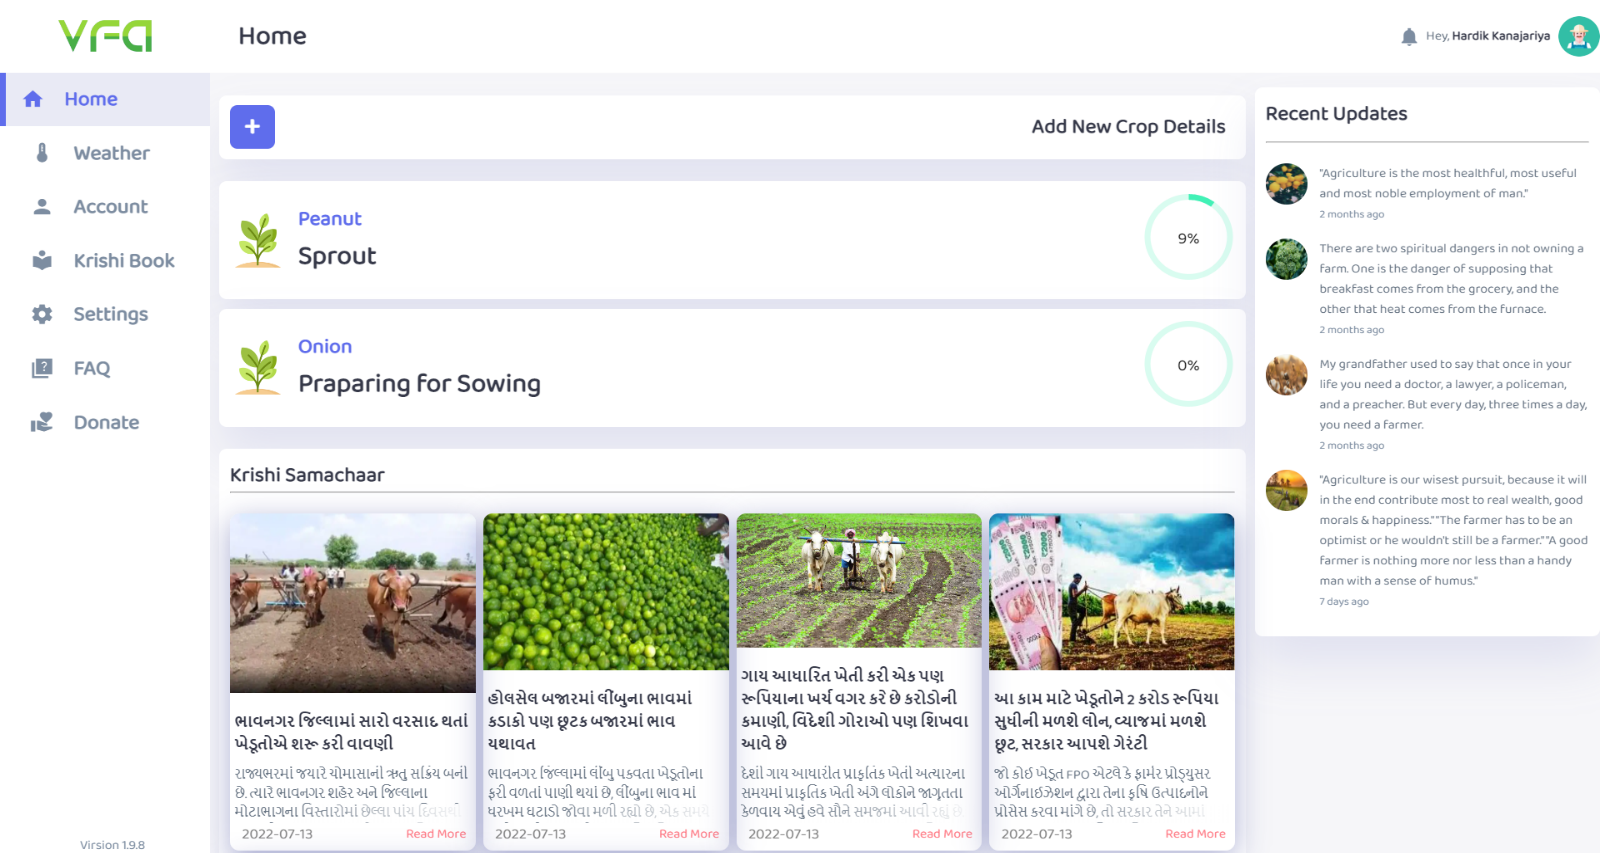 vra
Home
Hey, Hardik Kanajariya
Home
Weather
Account
Krishi Book
Settings
FAQ
Donate
Virsion 1.9.8
+
Add New Crop Details
Peanut
Sprout
9%
Onion
Praparing for Sowing
0%
Krishi Samachaar
ભાવનગર જિલ્લામાં સારો વરસાદ થતાં
ખેડૂતોએ શરૂ કરી વાવણી
રાજ્યભરમાં જયારે ચોમાસાની ઋતુ સક્રિય બની
છે. ત્યારે ભાવનગર શહેર અને જિલ્લાના
મોટાભાગના વિસ્તારોમાં છેલ્લા પાંચ દિવસથી
2022-07-13
Read More
હોલસેલ બજારમાં લીંબુના ભાવમાં
કડાકો પણ છૂટક બજારમાં ભાવ
યથાવત
ભાવનગર જિલ્લામાં લીંબુ પકવતા ખેડૂતોના
ફરી વળતાં પાણી થયાં છે, લીંબુના ભાવ માં
ધરખમ ઘટાડો જોવા મળી રહ્યો છે, એક સમયે
2022-07-13
Read More
ગાય આધારિત ખેતી કરી એક પણ
રૂપિયાના ખર્ચ વગર કરે છે કરોડોની
કમાણી, વિદેશી ગોરાઓ પણ શિખવા
આવે છે
દેશી ગાય આધારીત પ્રાકૃતિક ખેતી અત્યારના
સમયમાં પ્રાકૃતિક ખેતી અંગે લોકોને જાગૃતતા
કેળવાય એવું હવે સૌને સમજમાં આવી રહ્યું છે.
2022-07-13
Read More
આ કામ માટે ખેડૂતોને 2 કરોડ રૂપિયા
સુધીની મળશે લોન, વ્યાજમાં મળશે
છૂટ, સરકાર આપશે ગેરંટી
જો કોઈ ખેડૂત FPO એટલે કે ફાર્મર પ્રોડ્યુસર
ઓર્ગેનાઈઝેશન દ્વારા તેના કૃષિ ઉત્પાદનોને
પ્રોસેસ કરવા માંગે છે, તો સરકાર તેને આમાં
2022-07-13
Read More
Recent Updates
"Agriculture is the most healthful, most useful
and most noble employment of man."
2 months ago
There are two spiritual dangers in not owning a
farm. One is the danger of supposing that
breakfast comes from the grocery, and the
other that heat comes from the furnace.
2 months ago
My grandfather used to say that once in your
life you need a doctor, a lawyer, a policeman,
and a preacher. But every day, three times a day,
you need a farmer.
2 months ago
"Agriculture is our wisest pursuit, because it will
in the end contribute most to real wealth, good
morals & happiness.""The farmer has to be an
optimist or he wouldn't still be a farmer.""A good
farmer is nothing more nor less than a handy
man with a sense of humus."
7 days ago